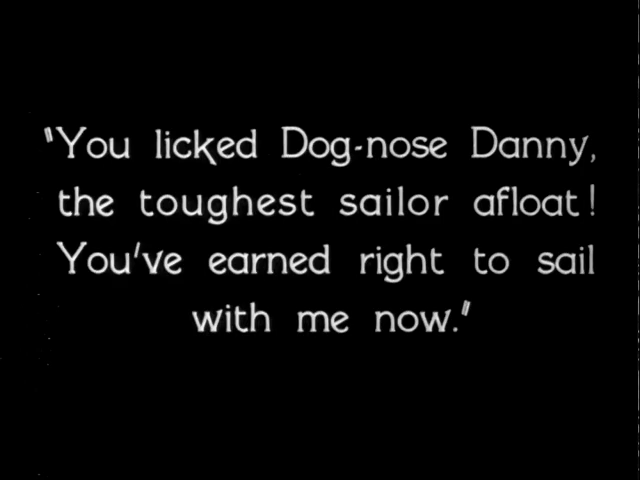 "You licked Dog-nose Danny,
the toughest sailor afloat!
You've earned right to sail
with me now."